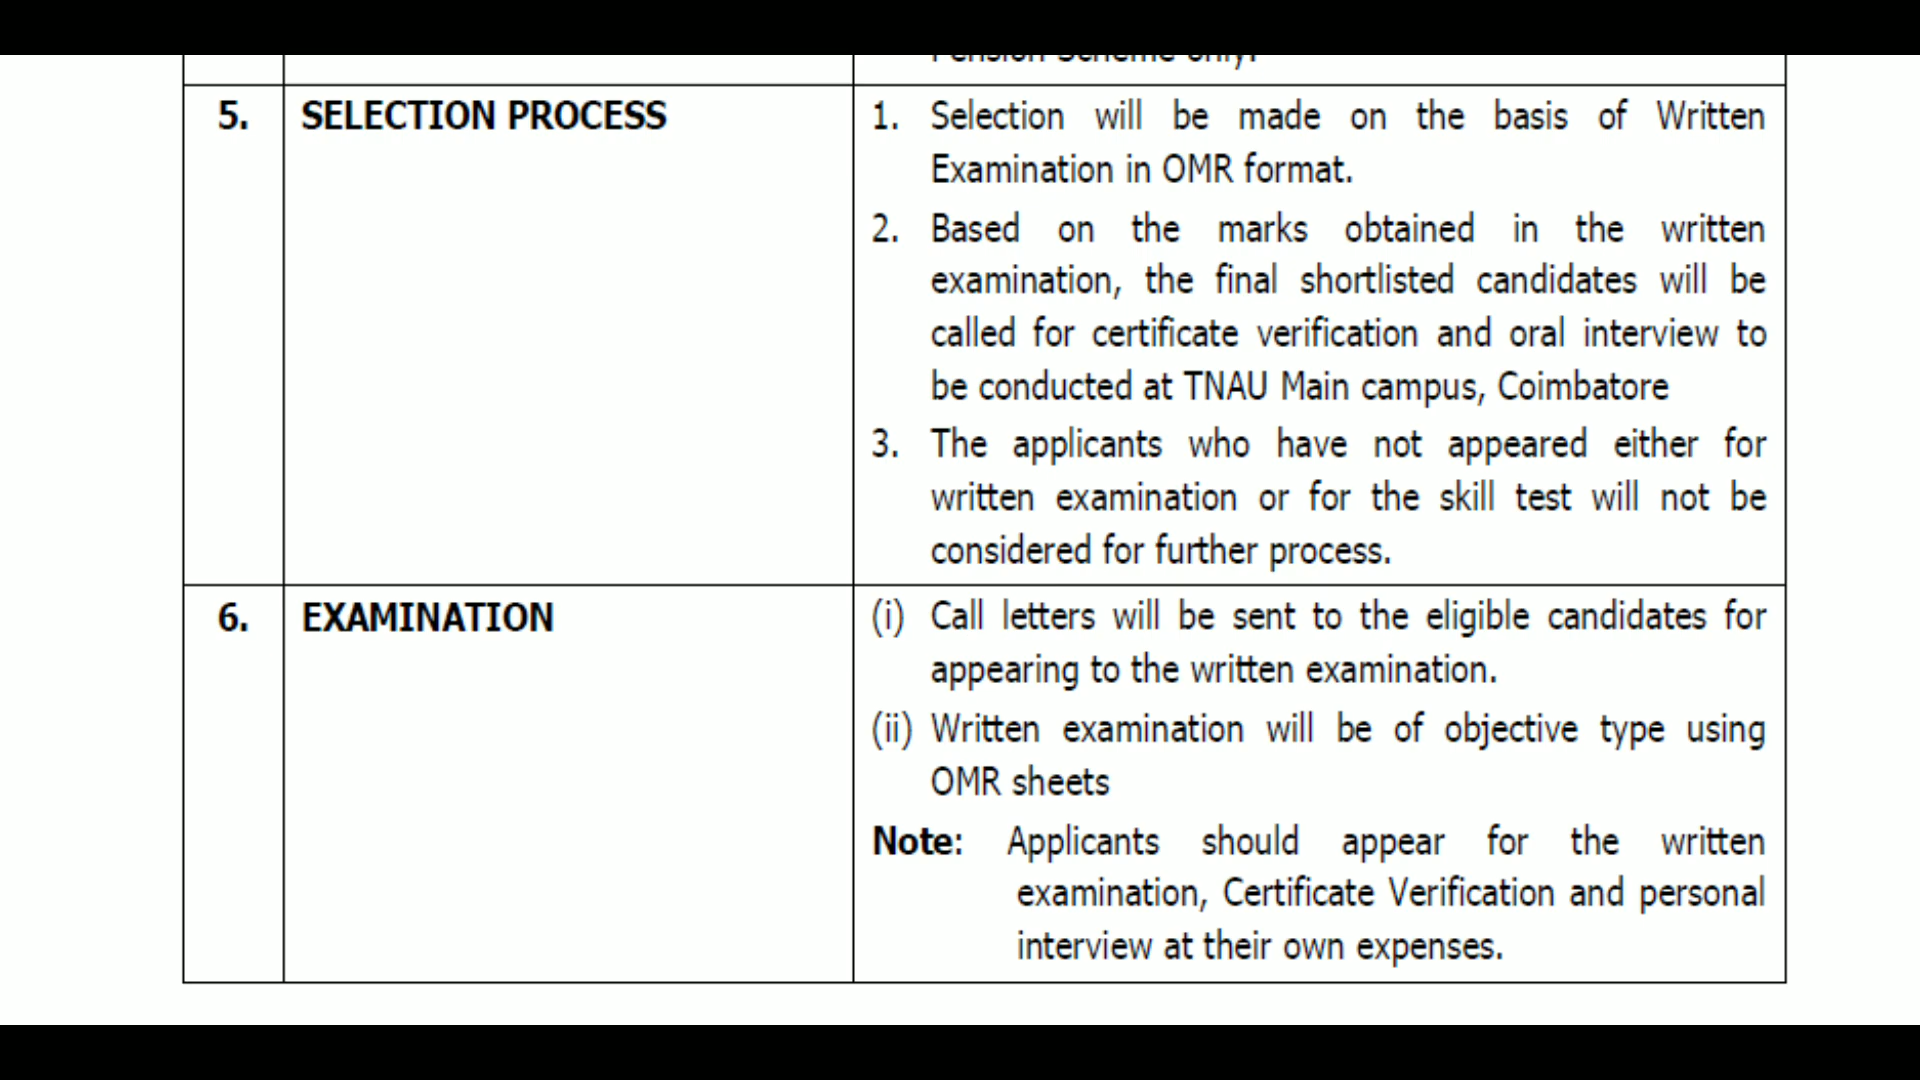 Pension Scheme only.
5. SELECTION PROCESS 1. Selection will be made on the basis of Written
Examination in OMR format.
2. Based on the marks obtained in the written
examination, the final shortlisted candidates will be
called for certificate verification and oral interview to
be conducted at TNAU Main campus, Coimbatore
3. The applicants who have not appeared either for
written examination or for the skill test will not be
considered for further process.
6. EXAMINATION (i) Call letters will be sent to the eligible candidates for
appearing to the written examination.
(ii) Written examination will be of objective type using
OMR sheets
Note: Applicants should appear for the written
examination, Certificate Verification and personal
interview at their own expenses.